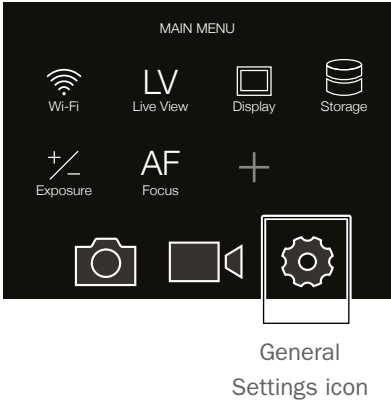 MAIN MENU
LV
AF
Wi-Fi Live View Display Storage
+/– 
Exposure Focus
+
General
Settings icon